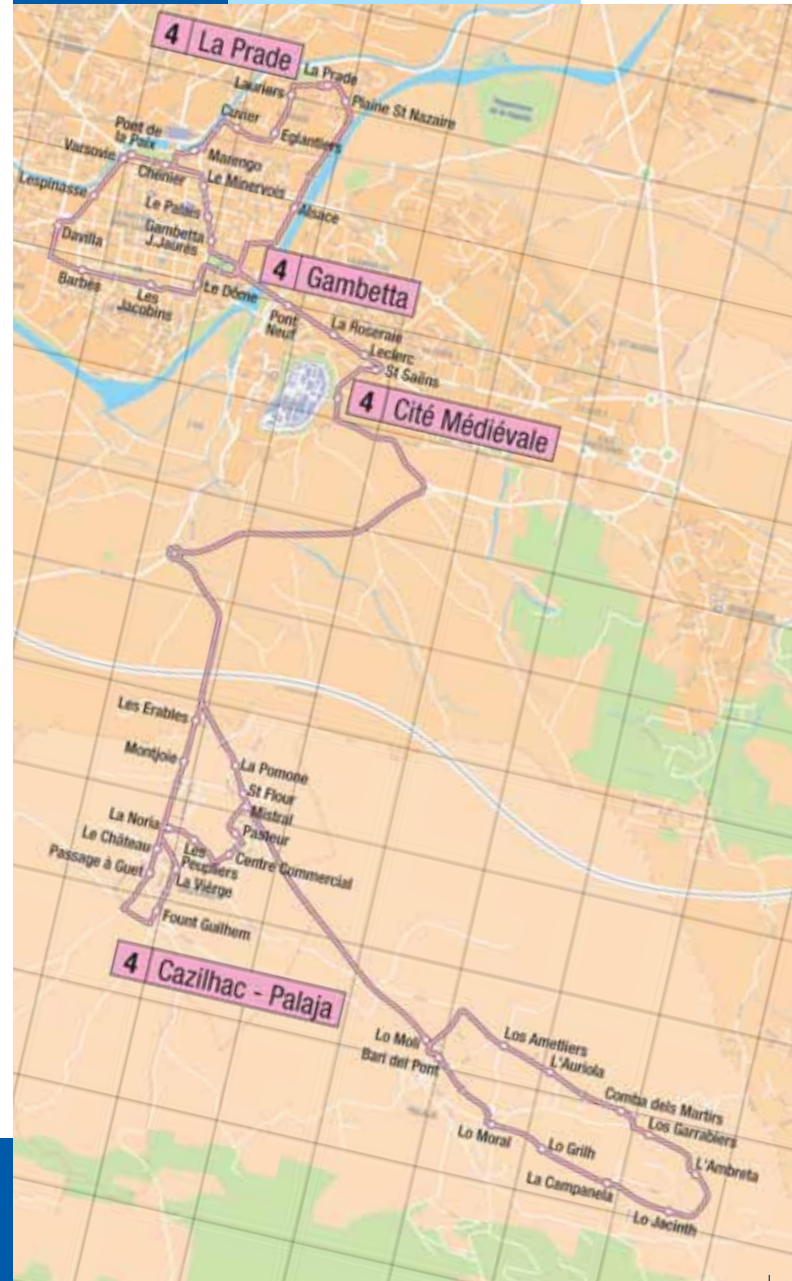 4 La Prade
La Prade
Lauriers
Plaine St Nazaire
Cuvier
Eglantiers
Pont de
la Paix
Varsovie
Marengo
Chénier
Le Minervois
Lespinasse
Le Palais
Alsace
Gambetta
J.Jaurès
Davilla
4 Gambetta
Barbès
Les
Jacobins
Le Dôme
Pont
Neuf
La Roseraie
Leclerc
St Saëns
4 Cité Médiévale
Les Erables
Montjoie
La Pomone
St Flour
Mistral
La Noria
Pasteur
Le Château
Les
Peupliers
Centre Commercial
Passage à Guet
La Viérge
Fount Guilhem
4 Cazilhac - Palaja
Lo Moli
Bari del Pont
Los Ametliers
L'Auriola
Comba dels Martirs
Los Garrabiers
Lo Moral
Lo Grilh
L'Ambreta
La Campanela
Lo Jacinth